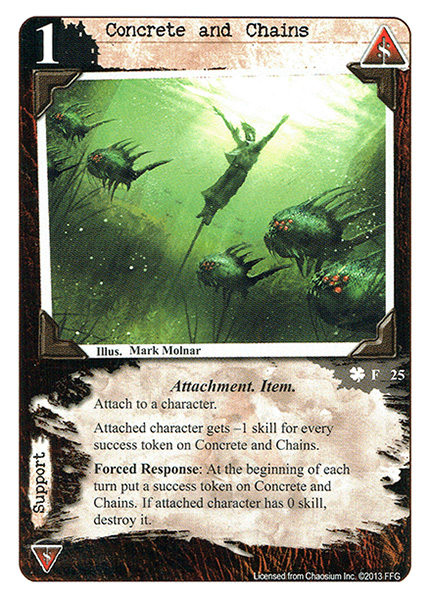 1
Concrete and Chains
Illus. Mark Molnar
F 25
Attachment. Item.
Attach to a character.
Attached character gets –1 skill for every
success token on Concrete and Chains.
Forced Response: At the beginning of each
turn put a success token on Concrete and
Chains. If attached character has 0 skill,
destroy it.
Support
Licensed from Chaosium Inc. ©2013 FFG